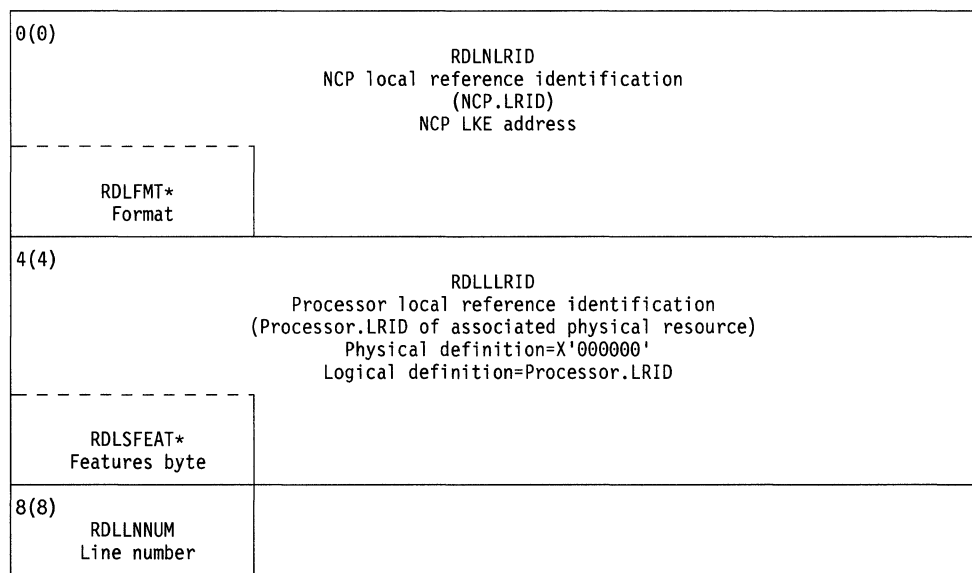 0(0)
RDLNLRID
NCP local reference identification
(NCP.LRID)
NCP LKE address
RDLFMT*
Format
4(4)
RDLLLRID
Processor local reference identification
(Processor.LRID of associated physical resource)
Physical definition=X'000000'
Logical definition=Processor.LRID
RDLSFEAT*
Features byte
8(8)
RDLLNNUM
Line number